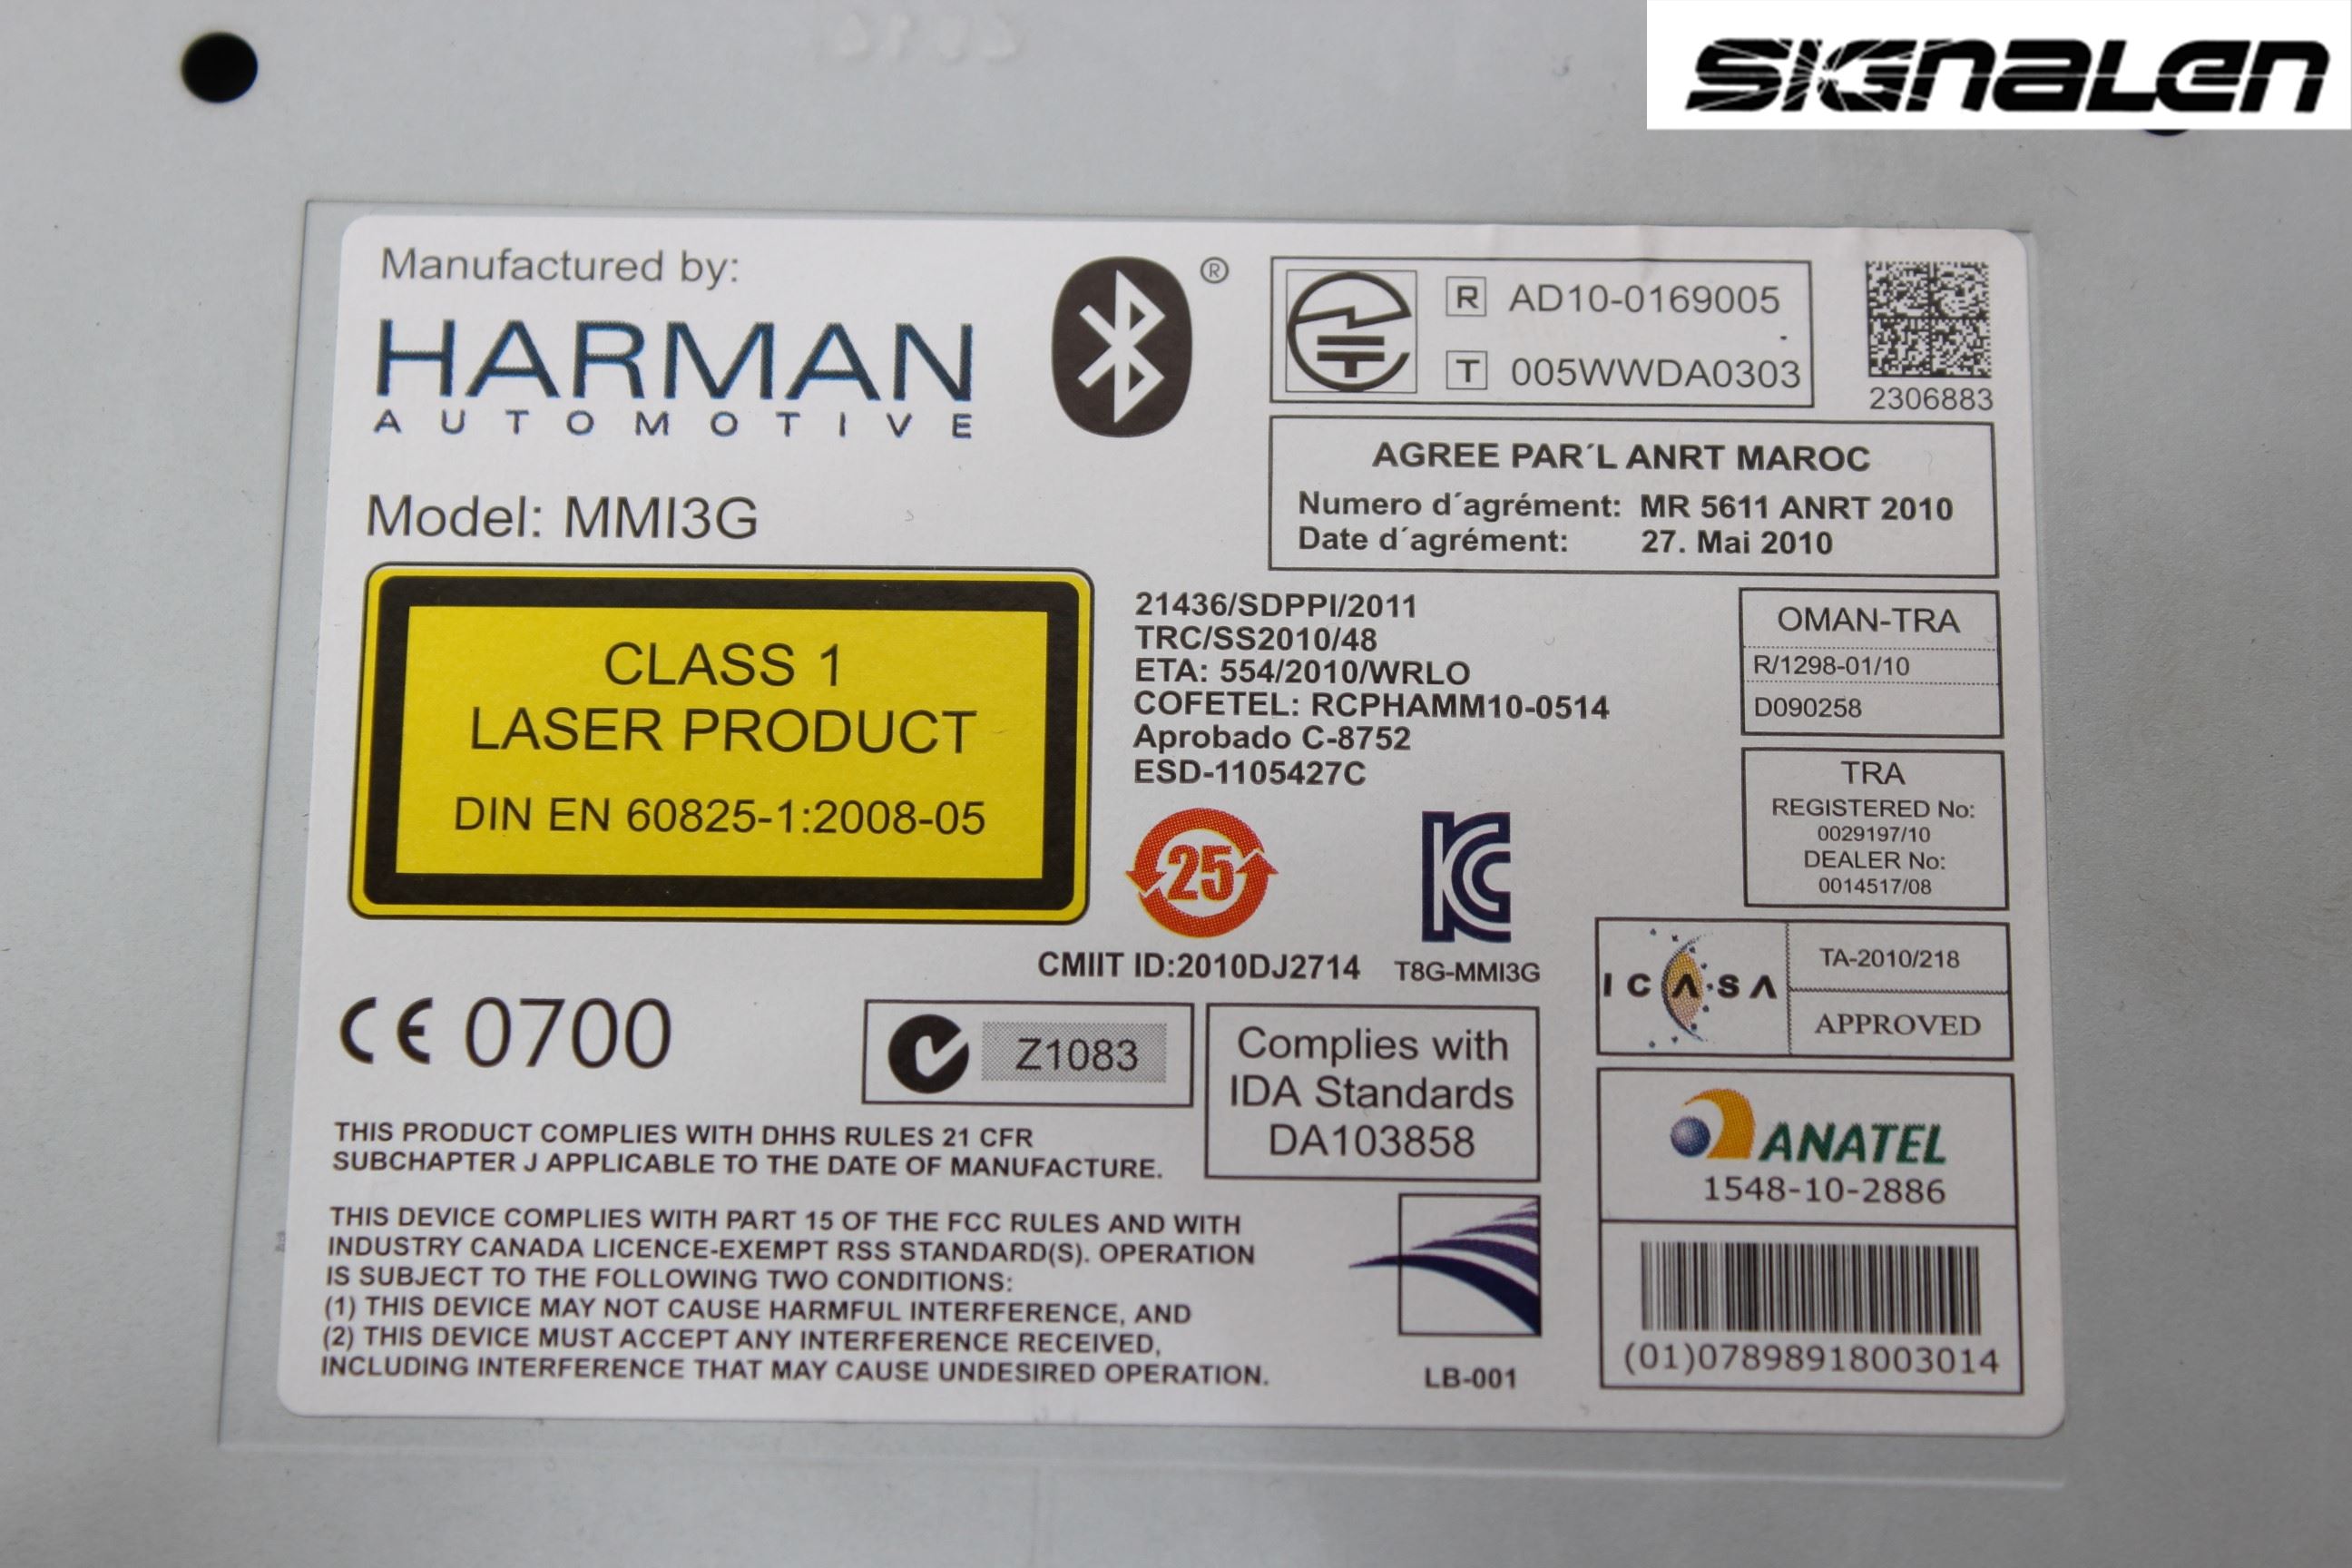 SIGNALEN
Manufactured by:
HARMAN
AUTOMOTIVE
Model: MMI3G
®
R AD10-0169005
T 005WWDA0303
2306883
AGREE PAR´L ANRT MAROC
Numero d´agrément: MR 5611 ANRT 2010
Date d´agrément: 27. Mai 2010
CLASS 1
LASER PRODUCT
DIN EN 60825-1:2008-05
21436/SDPPI/2011
TRC/SS2010/48
ETA: 554/2010/WRLO
COFETEL: RCPHAMM10-0514
Aprobado C-8752
ESD-1105427C
OMAN-TRA
R/1298-01/10
D090258
TRA
REGISTERED No:
0029197/10
DEALER No:
0014517/08
25
CMIIT ID:2010DJ2714
KC
T8G-MMI3G
ICASA
TA-2010/218
APPROVED
CE 0700
Z1083
Complies with
IDA Standards
DA103858
ANATEL
1548-10-2886
(01)07898918003014
THIS PRODUCT COMPLIES WITH DHHS RULES 21 CFR
SUBCHAPTER J APPLICABLE TO THE DATE OF MANUFACTURE.
THIS DEVICE COMPLIES WITH PART 15 OF THE FCC RULES AND WITH
INDUSTRY CANADA LICENCE-EXEMPT RSS STANDARD(S). OPERATION
IS SUBJECT TO THE FOLLOWING TWO CONDITIONS:
(1) THIS DEVICE MAY NOT CAUSE HARMFUL INTERFERENCE, AND
(2) THIS DEVICE MUST ACCEPT ANY INTERFERENCE RECEIVED,
INCLUDING INTERFERENCE THAT MAY CAUSE UNDESIRED OPERATION.
LB-001